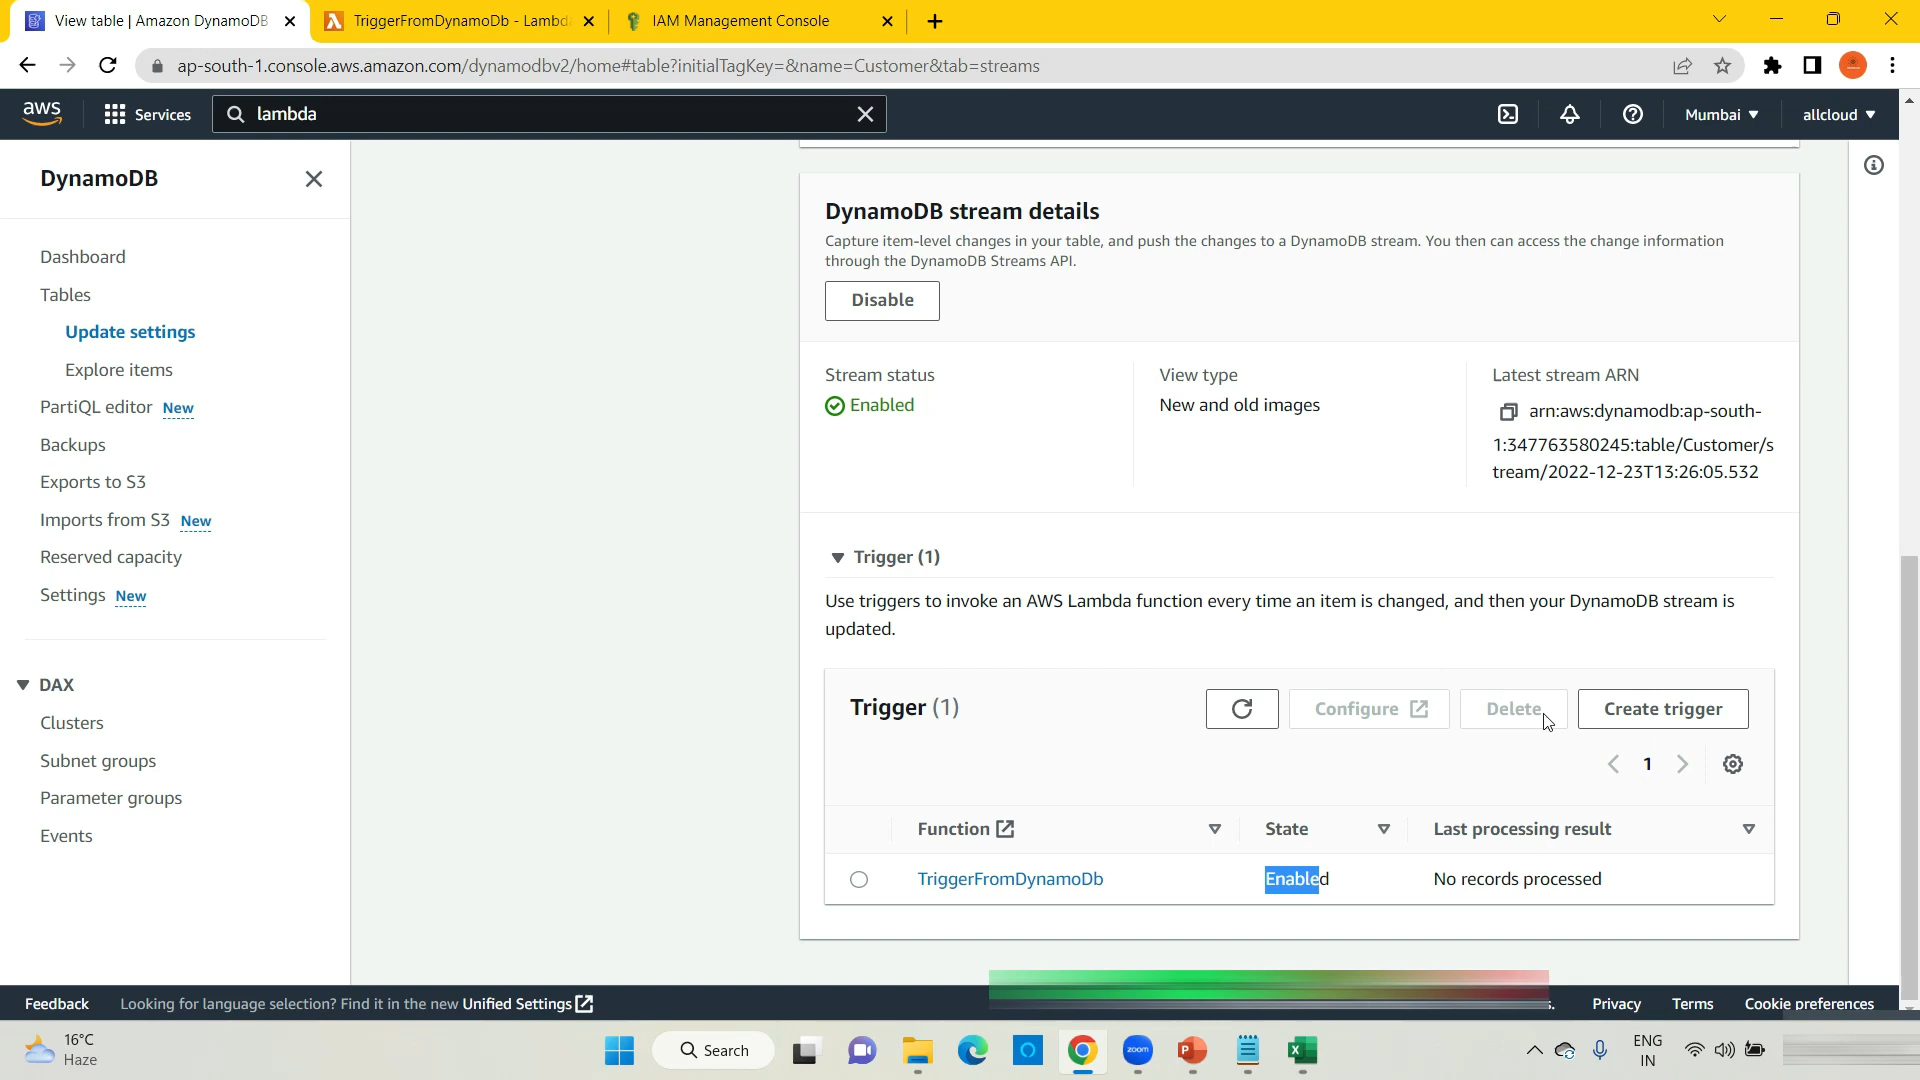 View table | Amazon DynamoDB
TriggerFromDynamoDb - Lambd
IAM Management Console
ap-south-1.console.aws.amazon.com/dynamodbv2/home#table?initialTagKey=&name=Customer&tab=streams
aws
Services
lambda
Mumbai
allcloud
DynamoDB
Dashboard
Tables
Update settings
Explore items
PartiQL editor New
Backups
Exports to S3
Imports from S3 New
Reserved capacity
Settings New
DAX
Clusters
Subnet groups
Parameter groups
Events
DynamoDB stream details
Capture item-level changes in your table, and push the changes to a DynamoDB stream. You then can access the change information
through the DynamoDB Streams API.
Disable
Stream status
Enabled
View type
New and old images
Latest stream ARN
arn:aws:dynamodb:ap-south-
1:347763580245:table/Customer/s
tream/2022-12-23T13:26:05.532
Trigger (1)
Use triggers to invoke an AWS Lambda function every time an item is changed, and then your DynamoDB stream is
updated.
Trigger (1)
Configure
Delete
Create trigger
1
Function
State
Last processing result
TriggerFromDynamoDb
Enabled
No records processed
Feedback
Looking for language selection? Find it in the new Unified Settings
s.
Privacy
Terms
Cookie preferences
16°C
Haze
Search
zoom
ENG
IN